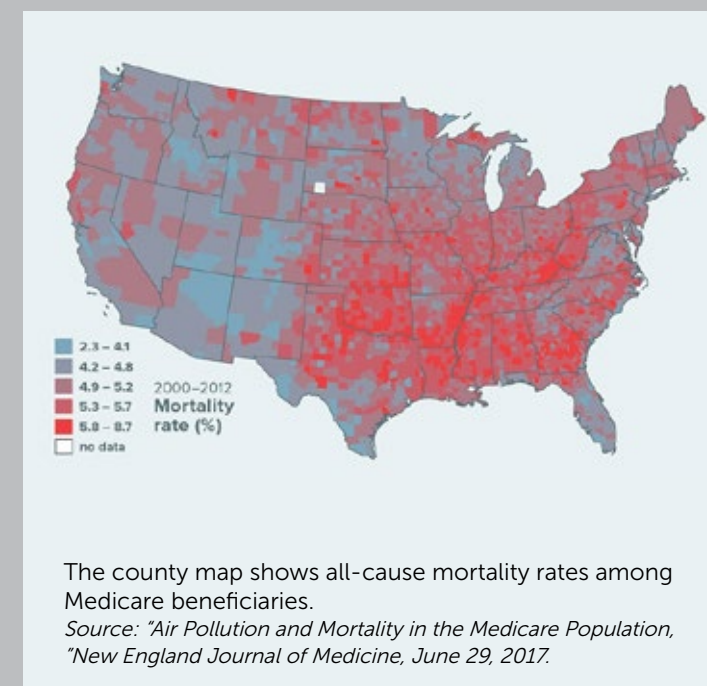 2.3 – 4.1
4.2 – 4.8
4.9 – 5.2
5.3 – 5.7
5.8 – 8.7
no data
2000–2012
Mortality
rate (%)
The county map shows all-cause mortality rates among
Medicare beneficiaries.
Source: “Air Pollution and Mortality in the Medicare Population,
”New England Journal of Medicine, June 29, 2017.